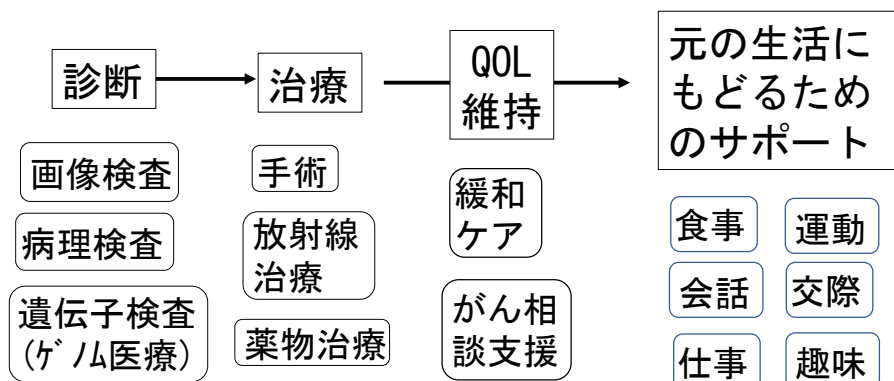 診断
治療
QOL
維持
元の生活に
もどるため
のサポート
画像検査
病理検査
遺伝子検査
(ｹﾞﾉﾑ医療)
手術
放射線
治療
薬物治療
緩和
ケア
がん相
談支援
食事
運動
会話
交際
仕事
趣味